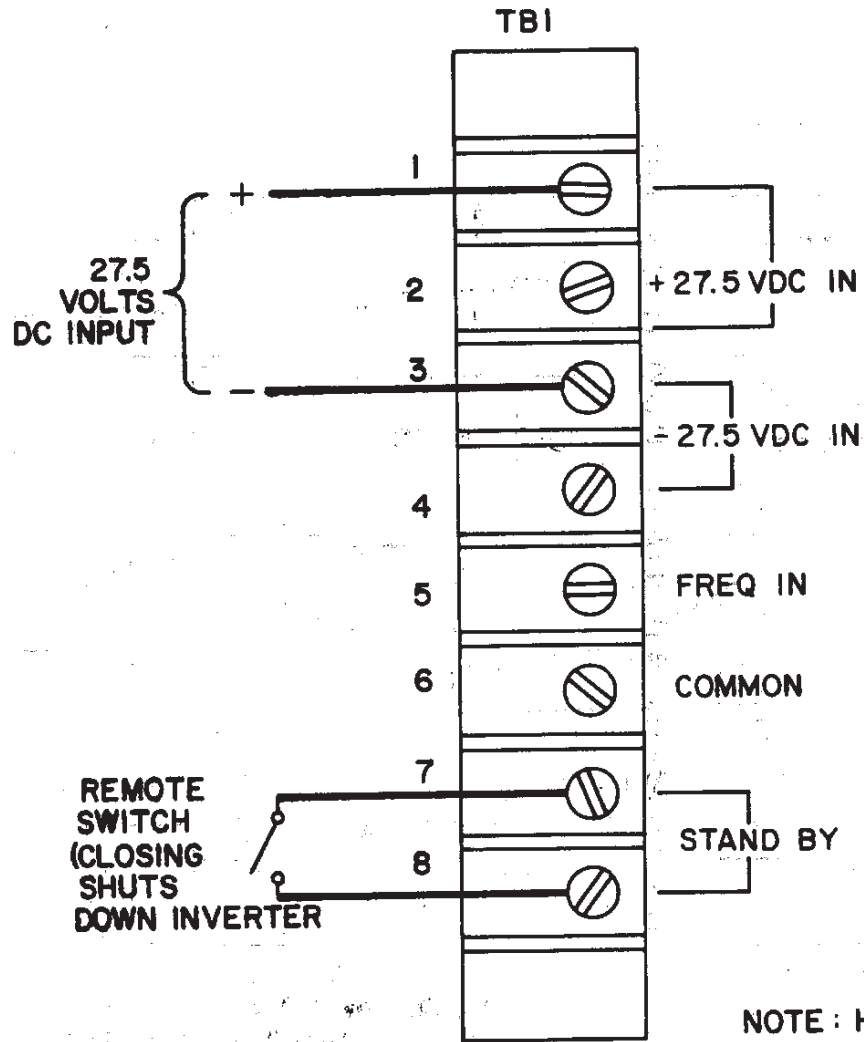 TB1
1
+
27.5
VOLTS
DC INPUT
2
+ 27.5 VDC IN
3
−
- 27.5 VDC IN
4
5
FREQ IN
6
COMMON
7
REMOTE
SWITCH
(CLOSING
SHUTS
DOWN INVERTER
8
STAND BY
NOTE :